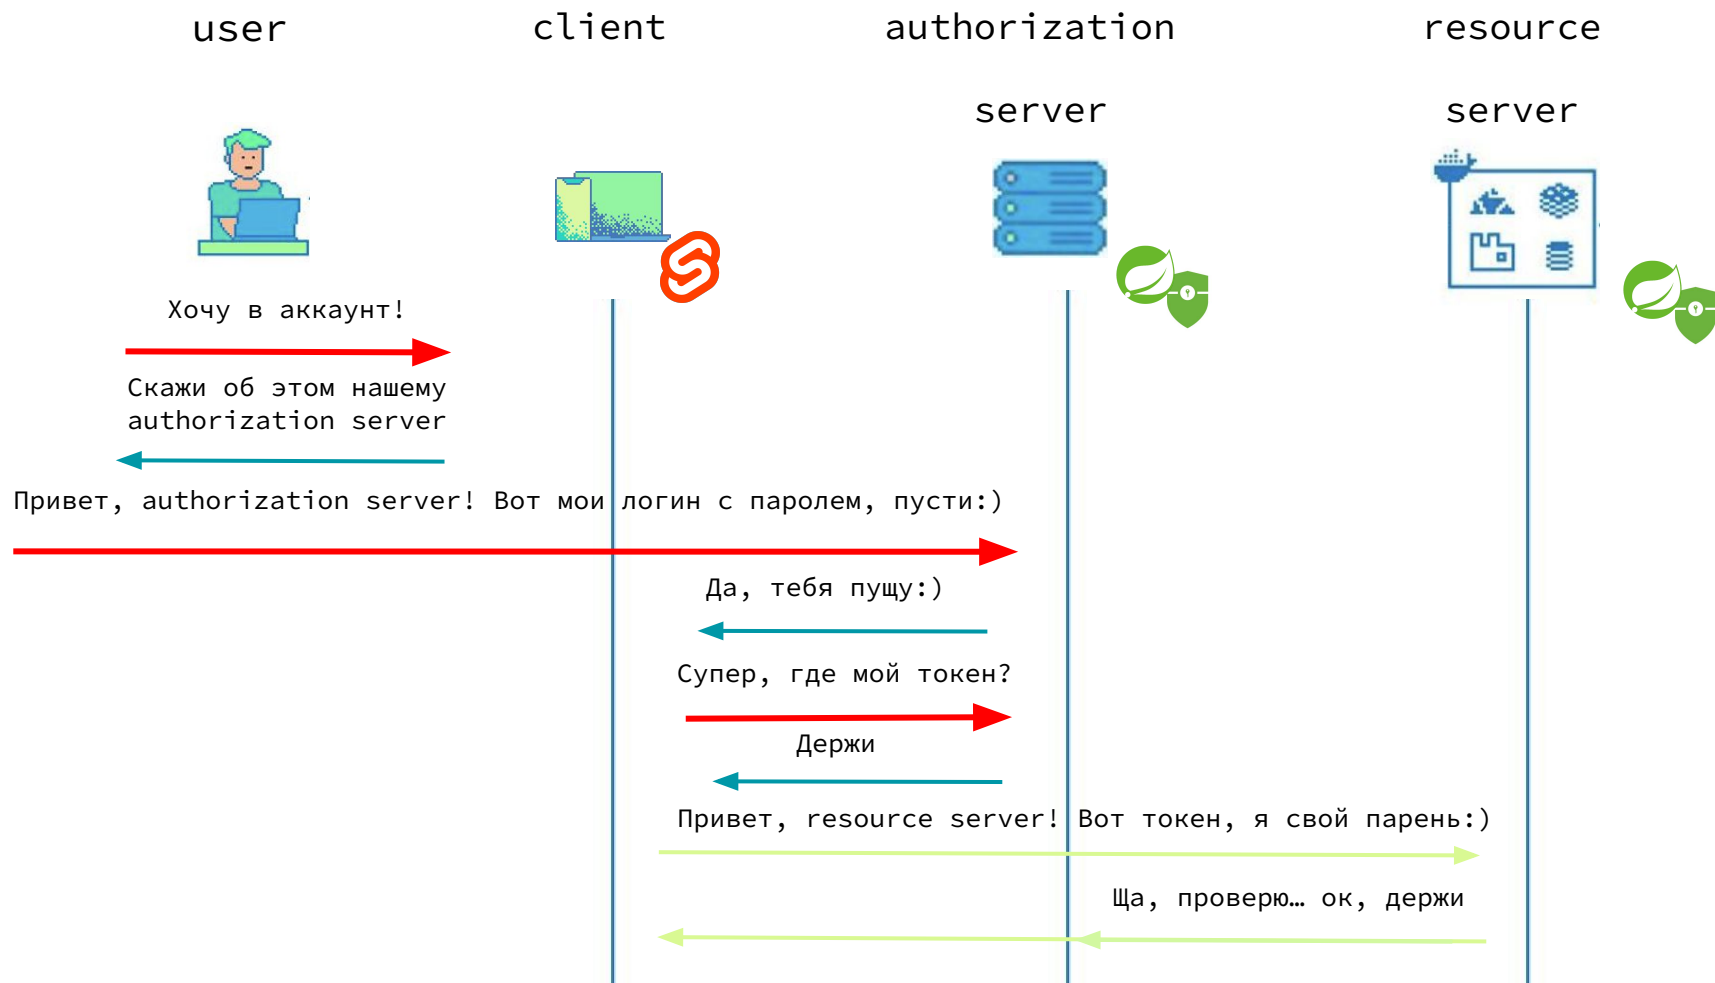 user
client
authorization
server
resource
server
Хочу в аккаунт!
Скажи об этом нашему
authorization server
Привет, authorization server! Вот мои логин с паролем, пусти:)
Да, тебя пущу:)
Супер, где мой токен?
Держи
Привет, resource server! Вот токен, я свой парень:)
Ща, проверю… ок, держи